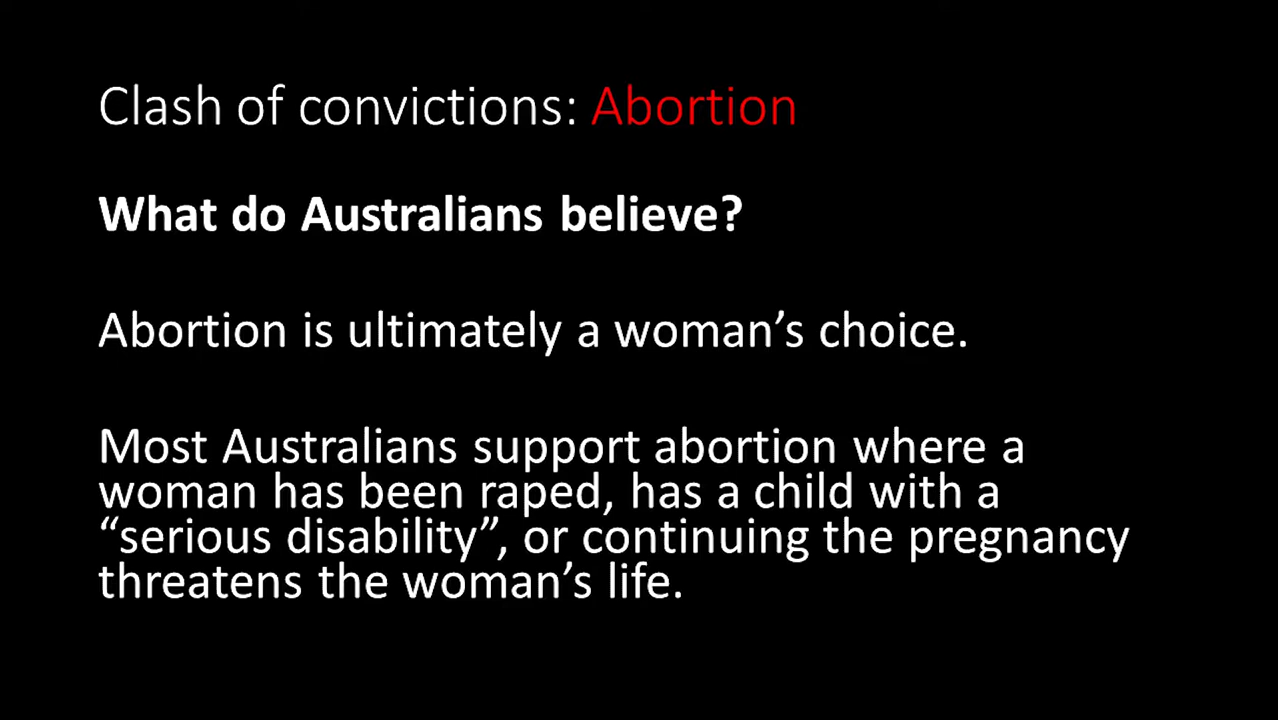 Clash of convictions: Abortion
What do Australians believe?
Abortion is ultimately a woman’s choice.
Most Australians support abortion where a
woman has been raped, has a child with a
“serious disability”, or continuing the pregnancy
threatens the woman’s life.